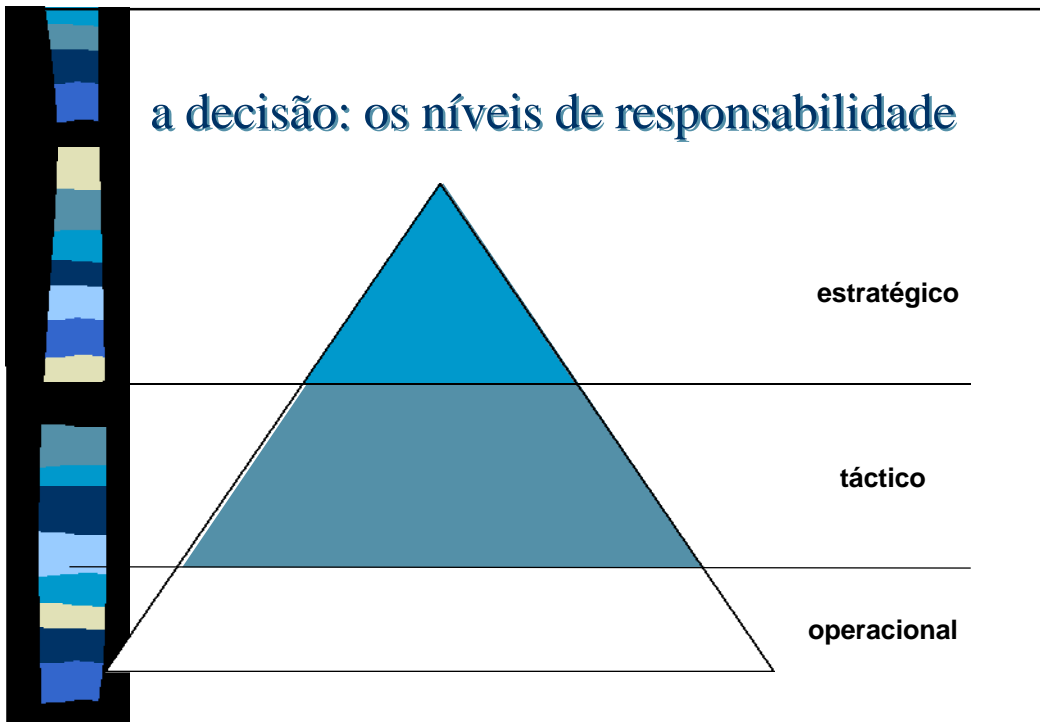 a decisão: os níveis de responsabilidade
estratégico
táctico
operacional